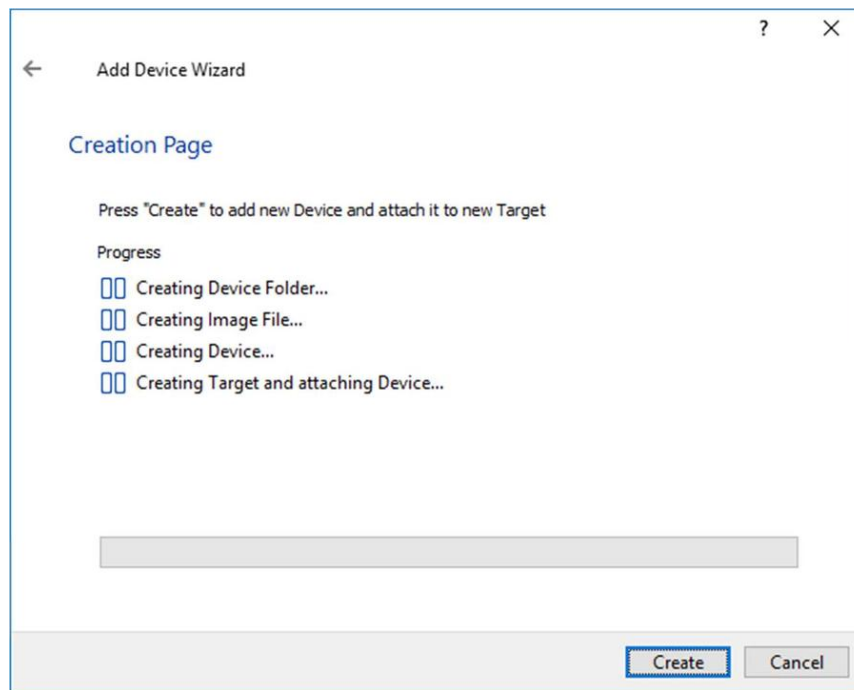 ?
Add Device Wizard
Creation Page
Press "Create" to add new Device and attach it to new Target
Progress
Creating Device Folder...
Creating Image File...
Creating Device...
Creating Target and attaching Device...
Create Cancel